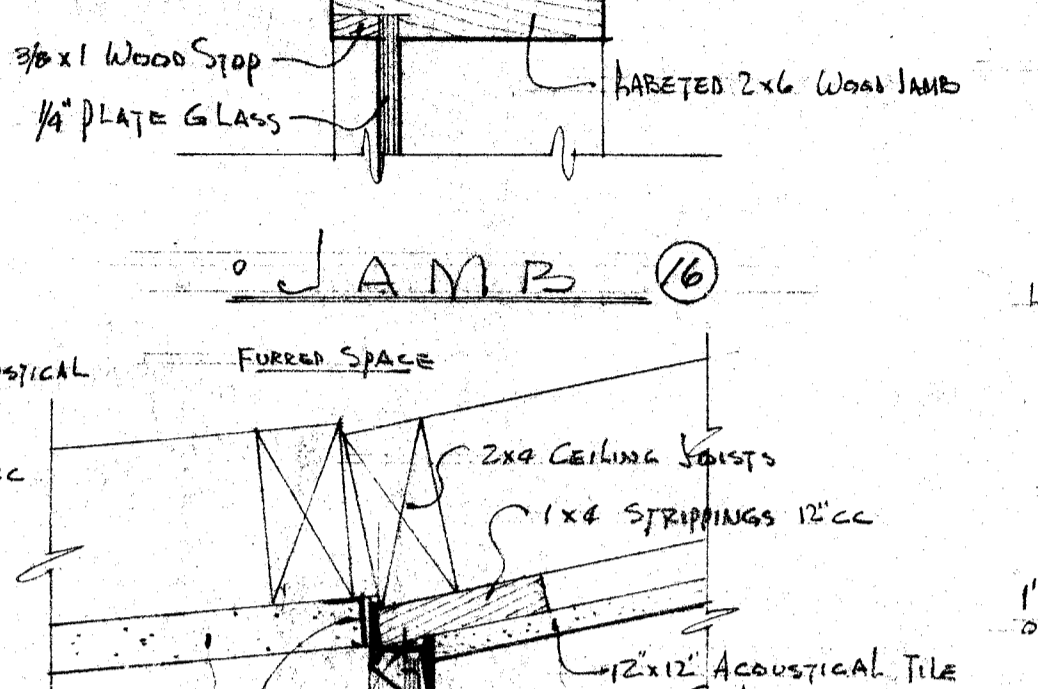 3/8 x 1 WOOD STOP
1/4" PLATE GLASS
RABETED 2x6 WOOD JAMB
JAMB 16
FURRED SPACE
2x4 CEILING JOISTS
1x4 STRIPPINGS 12" CC
CC
12"x12" ACOUSTICAL TILE